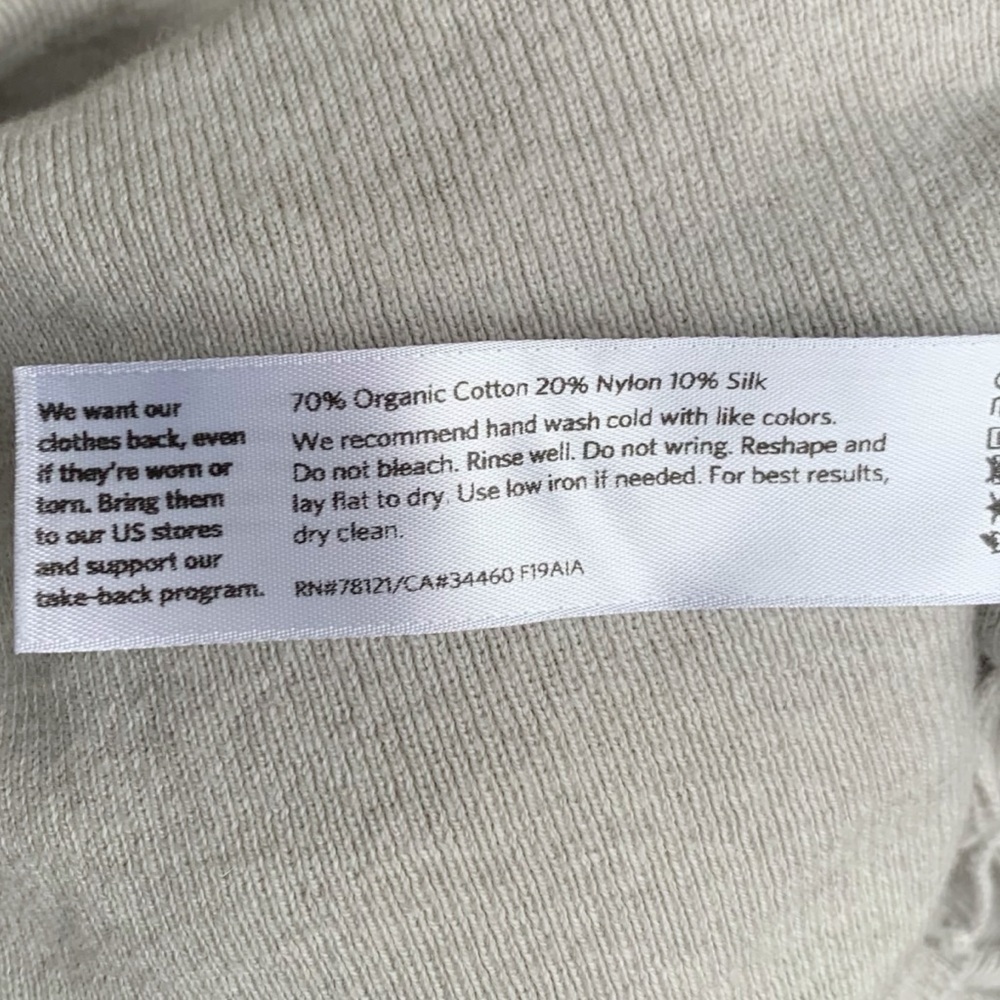 We want our
clothes back, even
if they're worn or
torn. Bring them
to our US stores
and support our
take-back program.
70% Organic Cotton 20% Nylon 10% Silk
We recommend hand wash cold with like colors.
Do not bleach. Rinse well. Do not wring. Reshape and
lay flat to dry. Use low iron if needed. For best results,
dry clean.
RN#78121/CA#34460 F19AIA